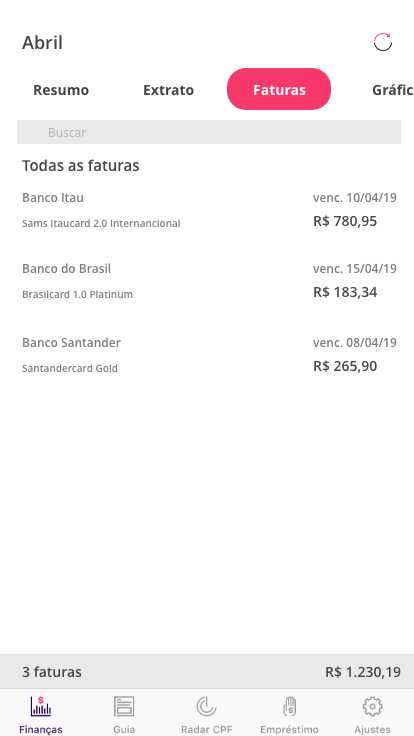 Abril
Resumo Extrato Faturas Gráfic
Buscar
Todas as faturas
Banco Itau venc. 10/04/19
Sams Itaucard 2.0 Internancional R$ 780,95
Banco do Brasil venc. 15/04/19
Brasilcard 1.0 Platinum R$ 183,34
Banco Santander venc. 08/04/19
Santandercard Gold R$ 265,90
3 faturas R$ 1.230,19
Finanças Guia Radar CPF Empréstimo Ajustes